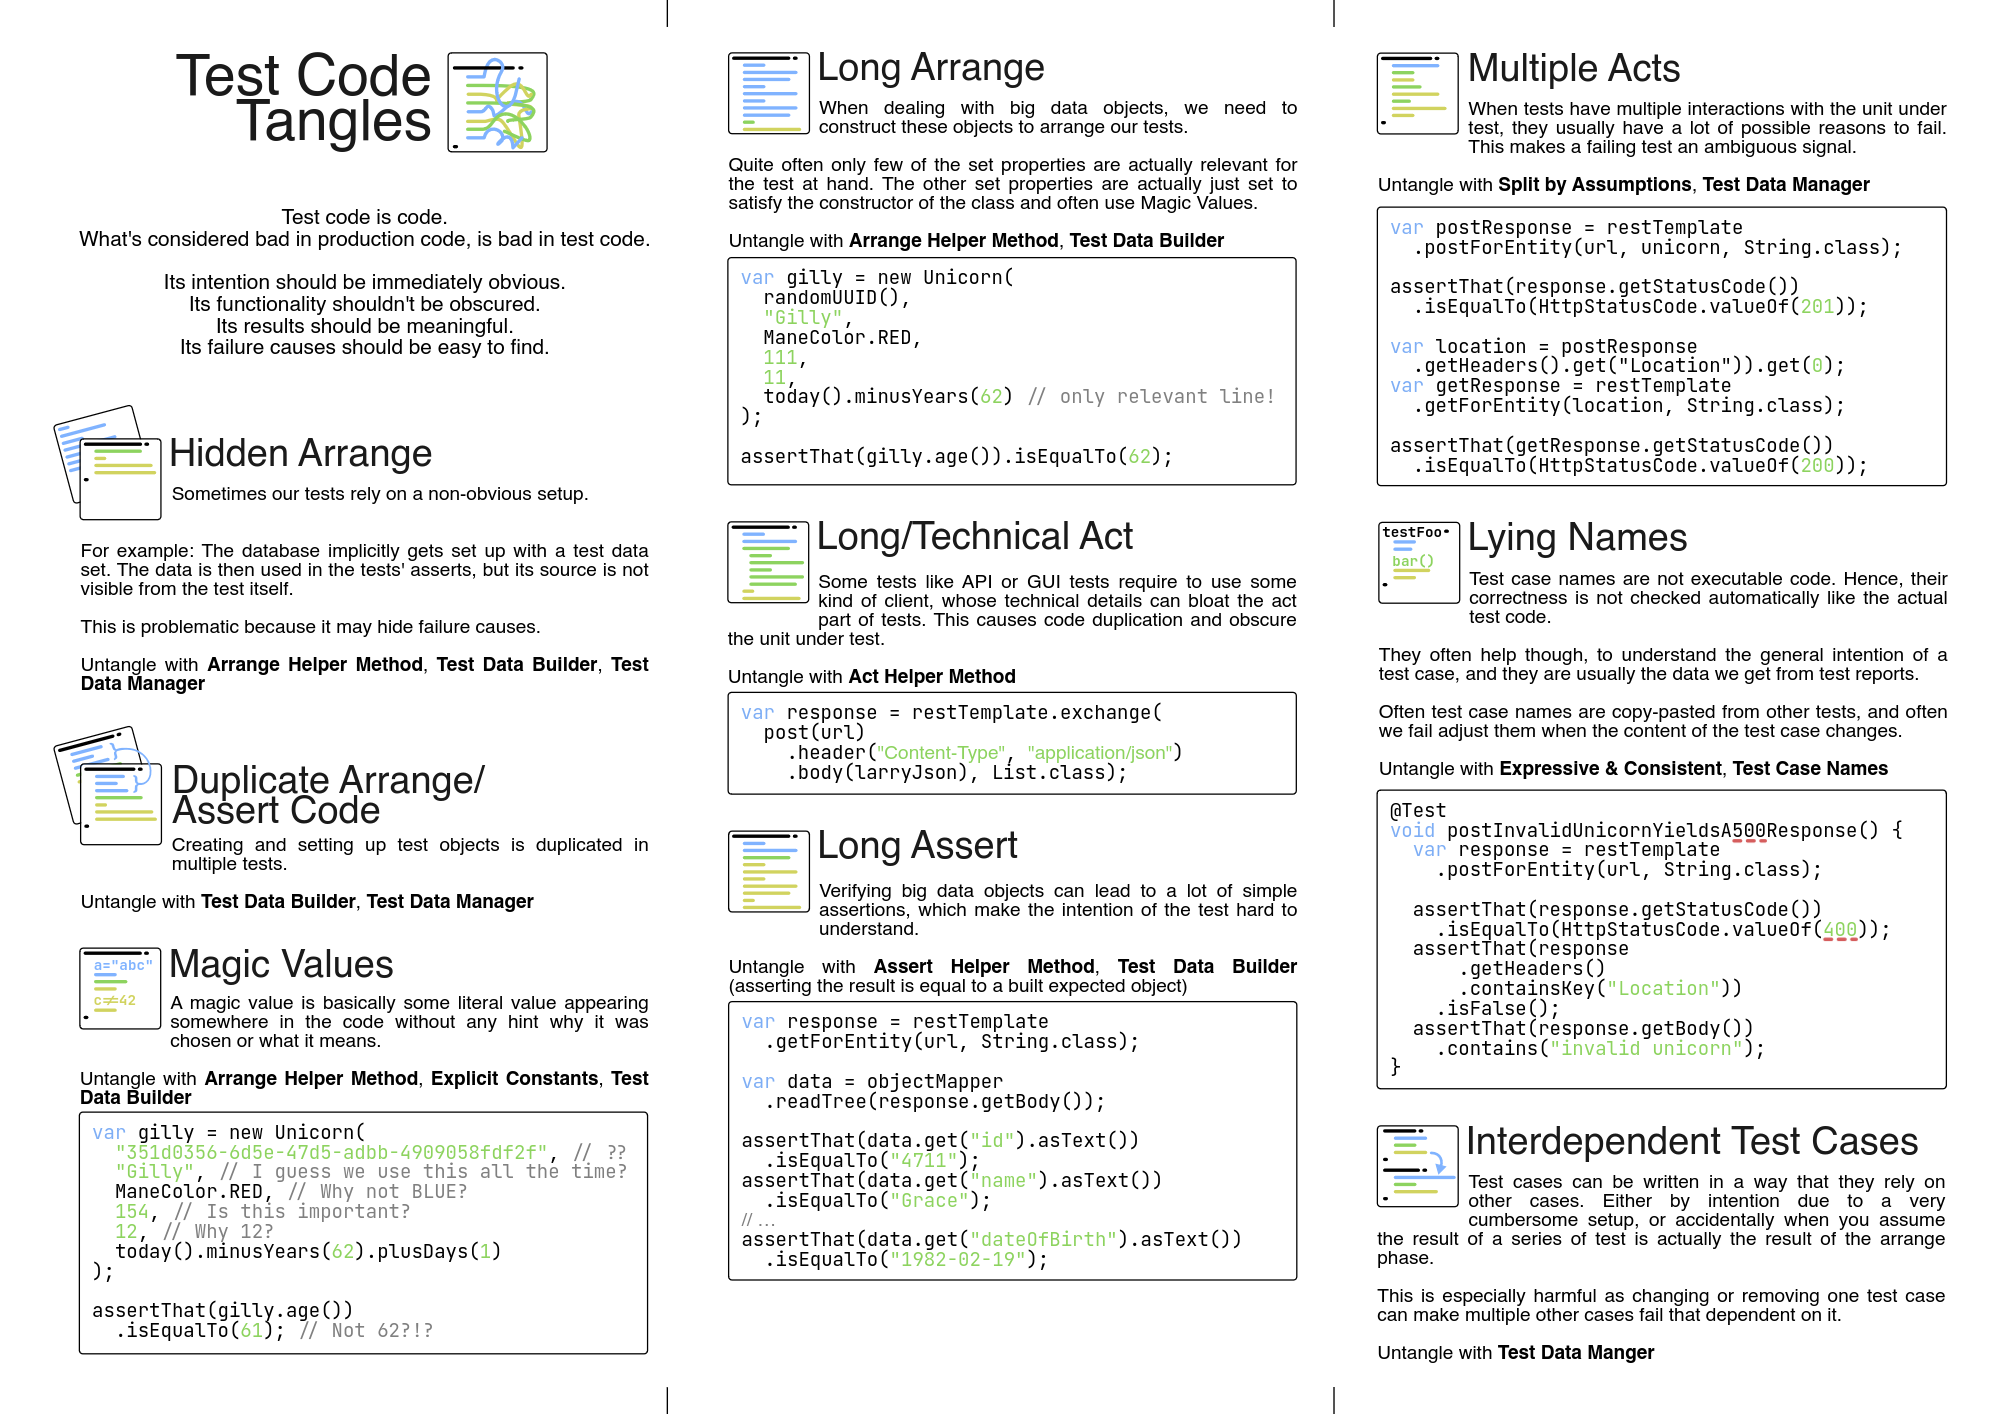 Test Code
Tangles
Test code is code.
What's considered bad in production code, is bad in test code.
Its intention should be immediately obvious.
Its functionality shouldn't be obscured.
Its results should be meaningful.
Its failure causes should be easy to find.
Hidden Arrange
Sometimes our tests rely on a non-obvious setup.
For example: The database implicitly gets set up with a test data
set. The data is then used in the tests' asserts, but its source is not
visible from the test itself.
This is problematic because it may hide failure causes.
Untangle with Arrange Helper Method, Test Data Builder, Test
Data Manager
Duplicate Arrange/
Assert Code
Creating and setting up test objects is duplicated in
multiple tests.
Untangle with Test Data Builder, Test Data Manager
a="abc"
c≠42
Magic Values
A magic value is basically some literal value appearing
somewhere in the code without any hint why it was
chosen or what it means.
Untangle with Arrange Helper Method, Explicit Constants, Test
Data Builder
var gilly = new Unicorn(
  "351d0356-6d5e-47d5-adbb-4909058fdf2f", // ??
  "Gilly", // I guess we use this all the time?
  ManeColor.RED, // Why not BLUE?
  154, // Is this important?
  12, // Why 12?
  today().minusYears(62).plusDays(1)
);
assertThat(gilly.age())
  .isEqualTo(61); // Not 62?!?
Long Arrange
When dealing with big data objects, we need to
construct these objects to arrange our tests.
Quite often only few of the set properties are actually relevant for
the test at hand. The other set properties are actually just set to
satisfy the constructor of the class and often use Magic Values.
Untangle with Arrange Helper Method, Test Data Builder
var gilly = new Unicorn(
  randomUUID(),
  "Gilly",
  ManeColor.RED,
  111,
  11,
  today().minusYears(62) // only relevant line!
);
assertThat(gilly.age()).isEqualTo(62);
Long/Technical Act
Some tests like API or GUI tests require to use some
kind of client, whose technical details can bloat the act
part of tests. This causes code duplication and obscure
the unit under test.
Untangle with Act Helper Method
var response = restTemplate.exchange(
  post(url)
    .header("Content-Type", "application/json")
    .body(larryJson), List.class);
Long Assert
Verifying big data objects can lead to a lot of simple
assertions, which make the intention of the test hard to
understand.
Untangle with Assert Helper Method, Test Data Builder
(asserting the result is equal to a built expected object)
var response = restTemplate
  .getForEntity(url, String.class);
var data = objectMapper
  .readTree(response.getBody());
assertThat(data.get("id").asText())
  .isEqualTo("4711");
assertThat(data.get("name").asText())
  .isEqualTo("Grace");
// ...
assertThat(data.get("dateOfBirth").asText())
  .isEqualTo("1982-02-19");
Multiple Acts
When tests have multiple interactions with the unit under
test, they usually have a lot of possible reasons to fail.
This makes a failing test an ambiguous signal.
Untangle with Split by Assumptions, Test Data Manager
var postResponse = restTemplate
  .postForEntity(url, unicorn, String.class);
assertThat(response.getStatusCode())
  .isEqualTo(HttpStatusCode.valueOf(201));
var location = postResponse
  .getHeaders().get("Location")).get(0);
var getResponse = restTemplate
  .getForEntity(location, String.class);
assertThat(getResponse.getStatusCode())
  .isEqualTo(HttpStatusCode.valueOf(200));
testFoo
bar()
Lying Names
Test case names are not executable code. Hence, their
correctness is not checked automatically like the actual
test code.
They often help though, to understand the general intention of a
test case, and they are usually the data we get from test reports.
Often test case names are copy-pasted from other tests, and often
we fail adjust them when the content of the test case changes.
Untangle with Expressive & Consistent, Test Case Names
@Test
void postInvalidUnicornYieldsA500Response() {
  var response = restTemplate
    .postForEntity(url, String.class);
  assertThat(response.getStatusCode())
    .isEqualTo(HttpStatusCode.valueOf(400));
  assertThat(response
      .getHeaders()
      .containsKey("Location"))
    .isFalse();
  assertThat(response.getBody())
    .contains("invalid unicorn");
}
Interdependent Test Cases
Test cases can be written in a way that they rely on
other cases. Either by intention due to a very
cumbersome setup, or accidentally when you assume
the result of a series of test is actually the result of the arrange
phase.
This is especially harmful as changing or removing one test case
can make multiple other cases fail that dependent on it.
Untangle with Test Data Manger